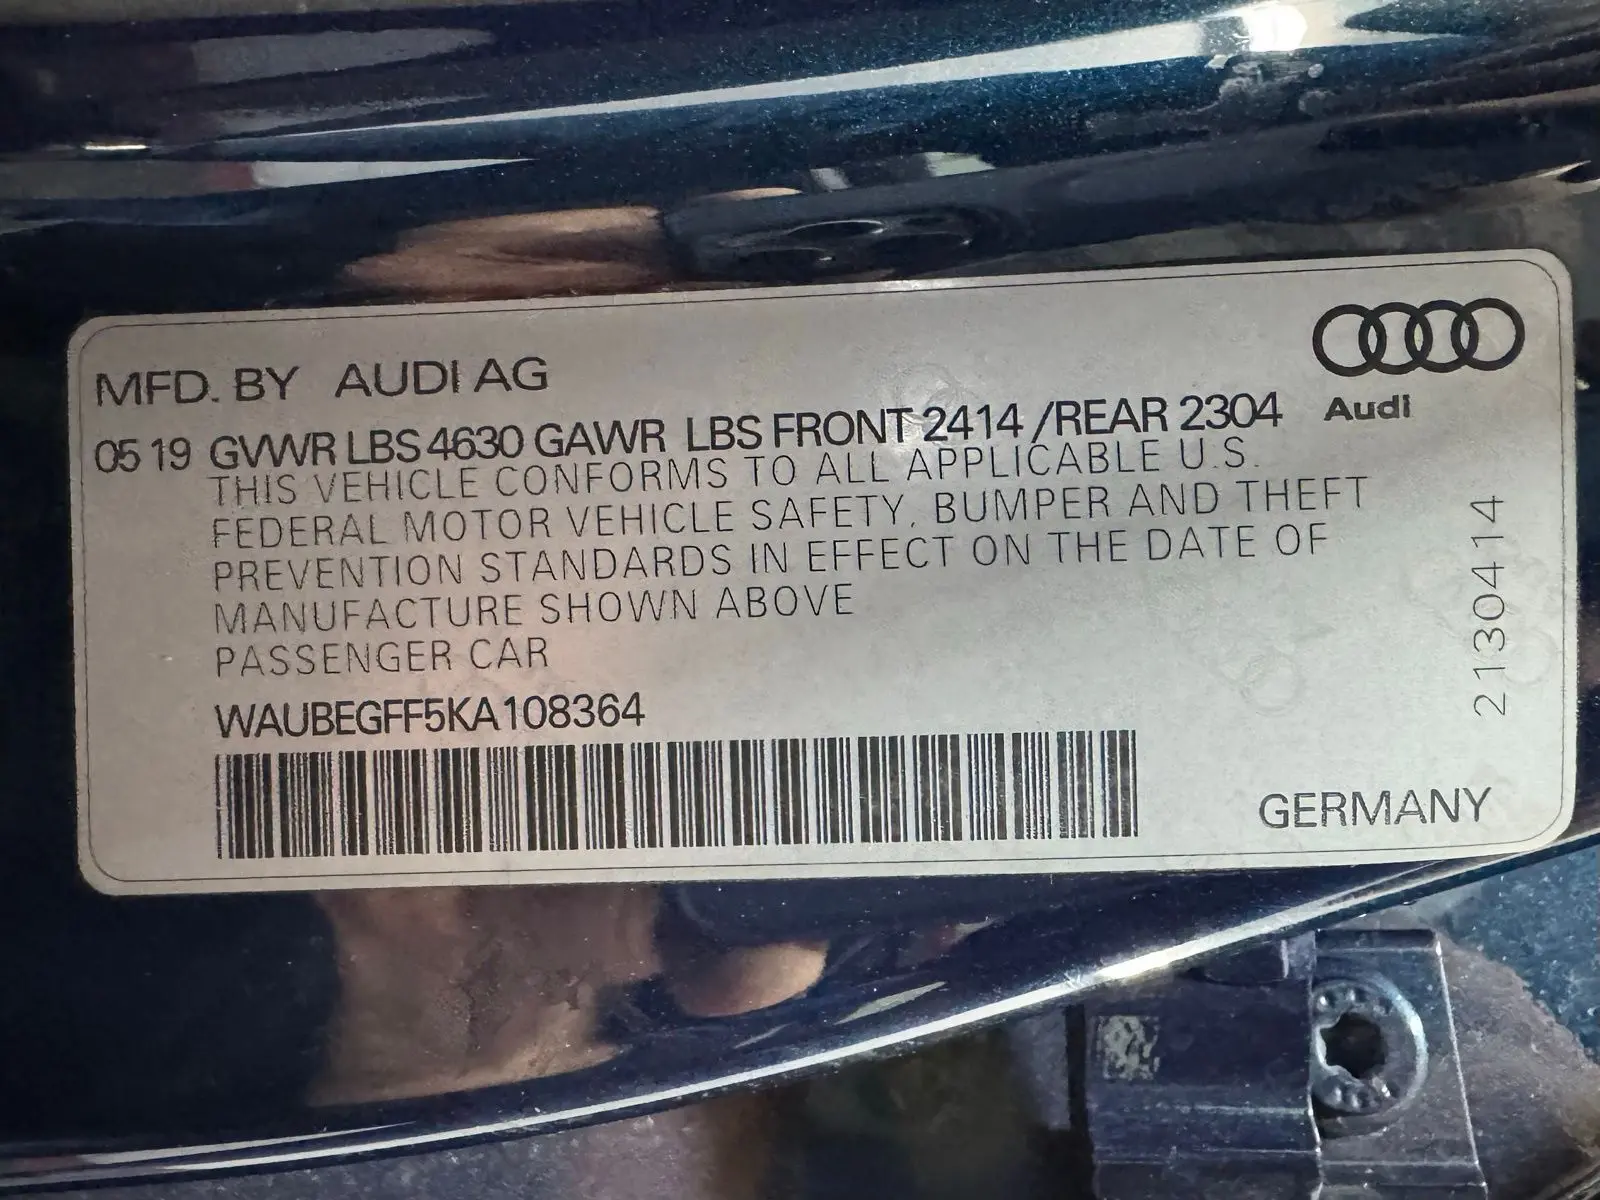 MFD. BY AUDI AG
Audi
05 19 GVWR LBS 4630 GAWR LBS FRONT 2414 /REAR 2304
THIS VEHICLE CONFORMS TO ALL APPLICABLE U.S.
FEDERAL MOTOR VEHICLE SAFETY, BUMPER AND THEFT
PREVENTION STANDARDS IN EFFECT ON THE DATE OF
MANUFACTURE SHOWN ABOVE
PASSENGER CAR
WAUBEGFF5KA108364
2130414
GERMANY